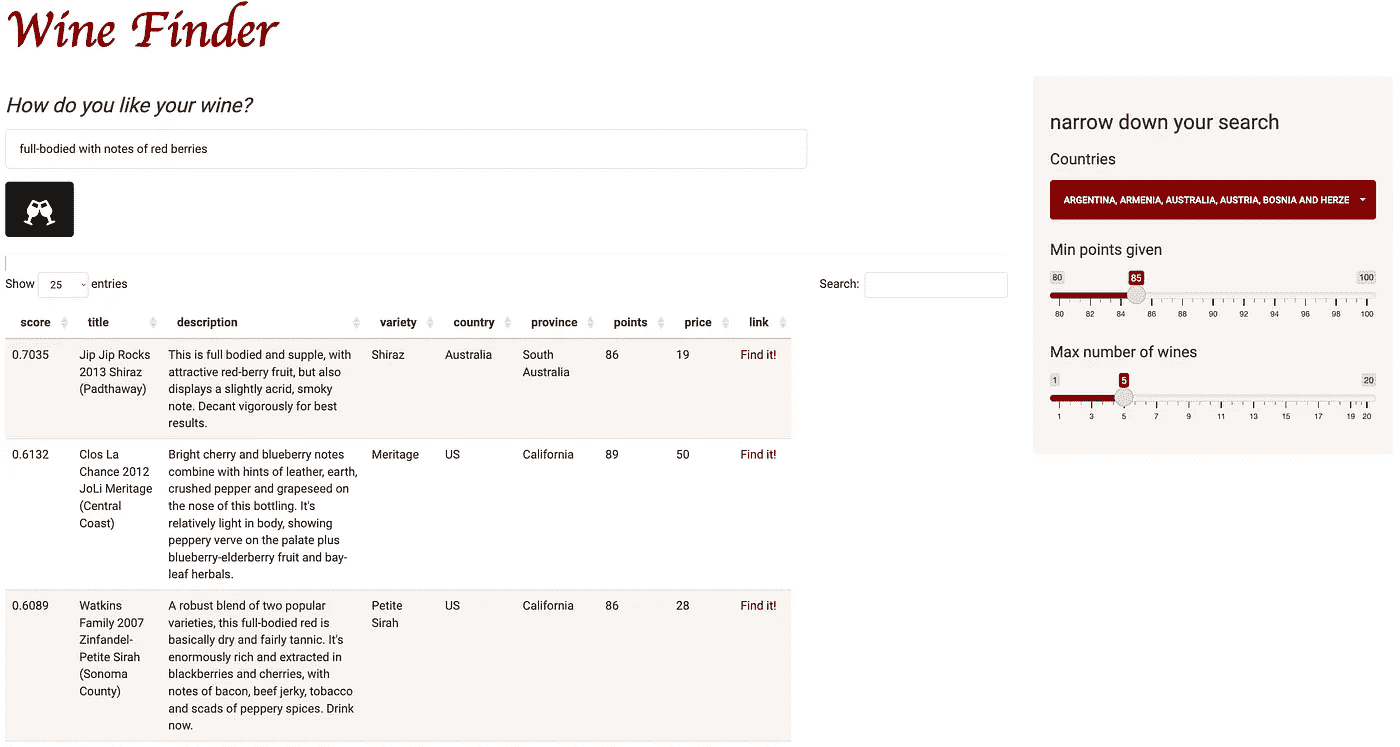 Wine Finder
How do you like your wine?
full-bodied with notes of red berries
Show 25 entries
Search:
score title description variety country province points price link
0.7035 Jip Jip Rocks This is full bodied and supple, with Shiraz Australia South 86 19 Find it!
2013 Shiraz attractive red-berry fruit, but also Australia
(Padthaway) displays a slightly acrid, smoky
note. Decant vigorously for best
results.
0.6132 Clos La Bright cherry and blueberry notes Meritage US California 89 50 Find it!
Chance 2012 combine with hints of leather, earth,
JoLi Meritage crushed pepper and grapeseed on
(Central the nose of this bottling. It's
Coast) relatively light in body, showing
peppery verve on the palate plus
blueberry-elderberry fruit and bay-
leaf herbals.
0.6089 Watkins A robust blend of two popular Petite US California 86 28 Find it!
Family 2007 varieties, this full-bodied red is Sirah
Zinfandel- basically dry and fairly tannic. It's
Petite Sirah enormously rich and extracted in
(Sonoma blackberries and cherries, with
County) notes of bacon, beef jerky, tobacco
and scads of peppery spices. Drink
now.
narrow down your search
Countries
ARGENTINA, ARMENIA, AUSTRALIA, AUSTRIA, BOSNIA AND HERZE
Min points given
80 85 100
80 82 84 86 88 90 92 94 96 98 100
Max number of wines
1 5 20
1 3 5 7 9 11 13 15 17 19 20